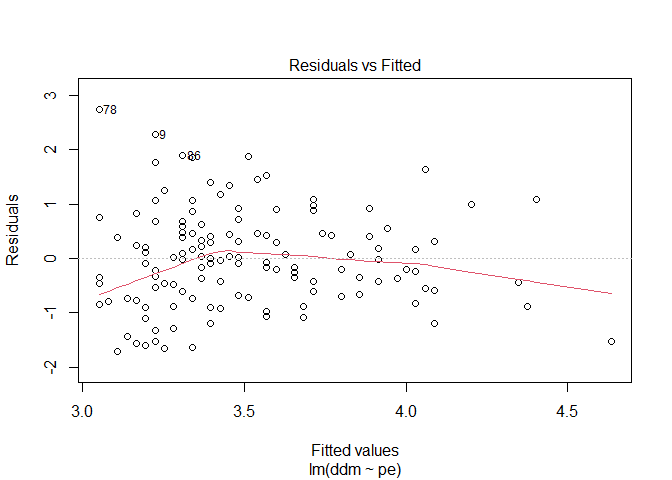 Residuals vs Fitted
Residuals
3
2
1
0
-1
-2
78
9
86
3.0 3.5 4.0 4.5
Fitted values
lm(ddm ~ pe)